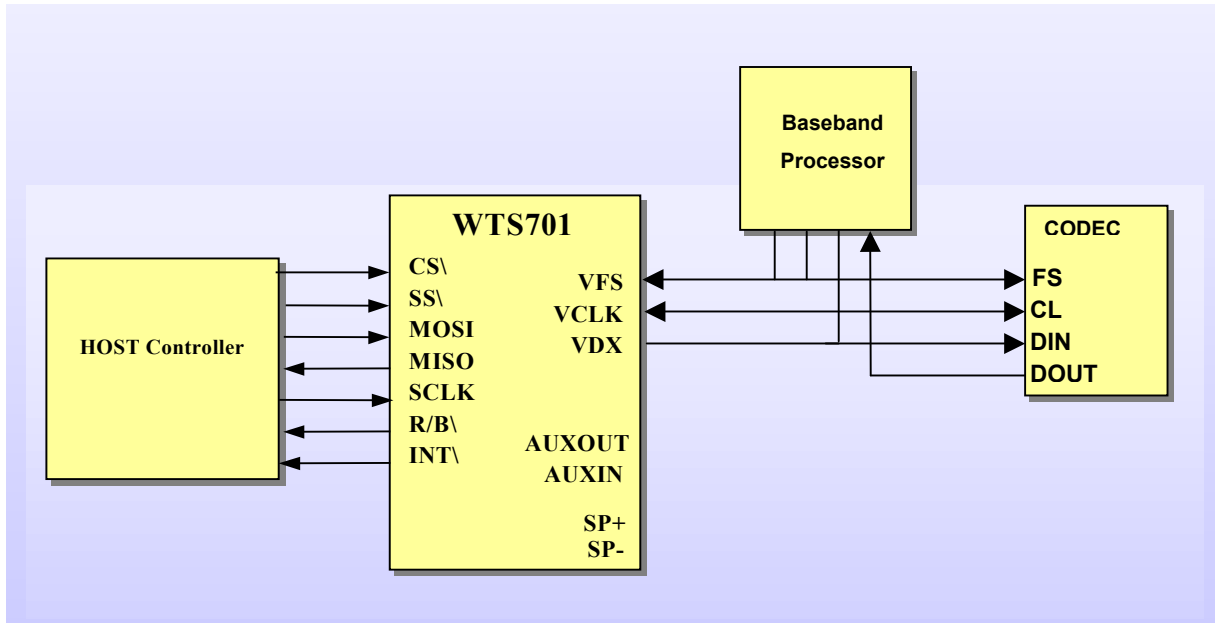 Baseband
Processor
WTS701
CODEC
HOST Controller
CS\
SS\
MOSI
MISO
SCLK
R/B\
INT\
VFS
VCLK
VDX
AUXOUT
AUXIN
SP+
SP-
FS
CL
DIN
DOUT